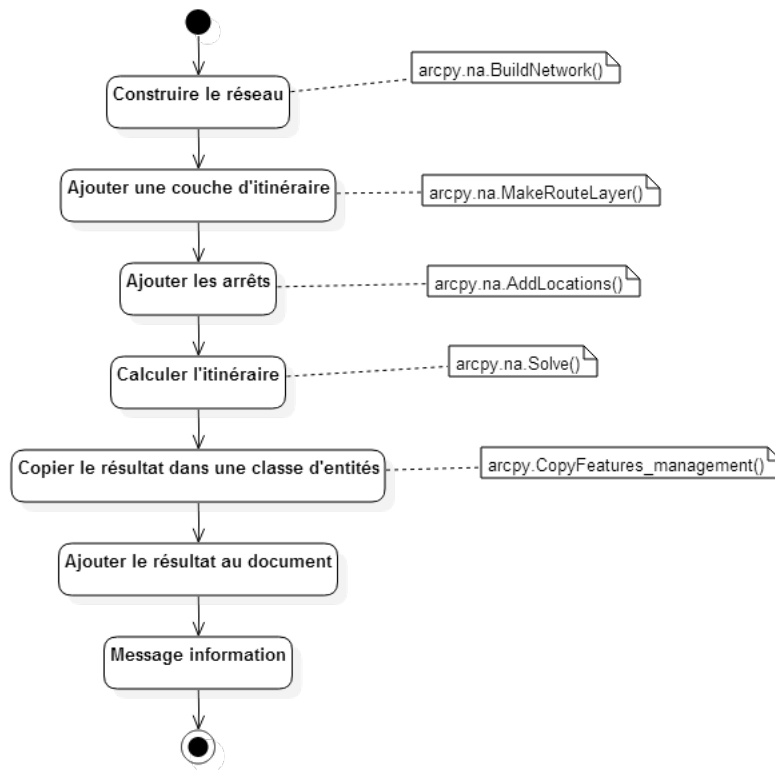 Construire le réseau
arcpy.na.BuildNetwork()
Ajouter une couche d'itinéraire
arcpy.na.MakeRouteLayer()
Ajouter les arrêts
arcpy.na.AddLocations()
Calculer l'itinéraire
arcpy.na.Solve()
Copier le résultat dans une classe d'entités
arcpy.CopyFeatures_management()
Ajouter le résultat au document
Message information